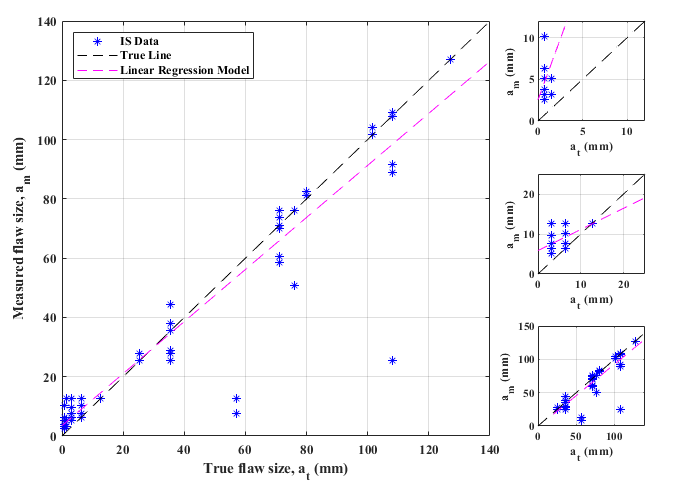 140
120
100
80
60
40
20
0
0 20 40 60 80 100 120 140
Measured flaw size, a_m (mm)
True flaw size, a_t (mm)
IS Data
True Line
Linear Regression Model
10
5
0
0 5 10
a_m (mm)
a_t (mm)
20
10
0
0 10 20
a_m (mm)
a_t (mm)
150
100
50
0
0 50 100
a_m (mm)
a_t (mm)